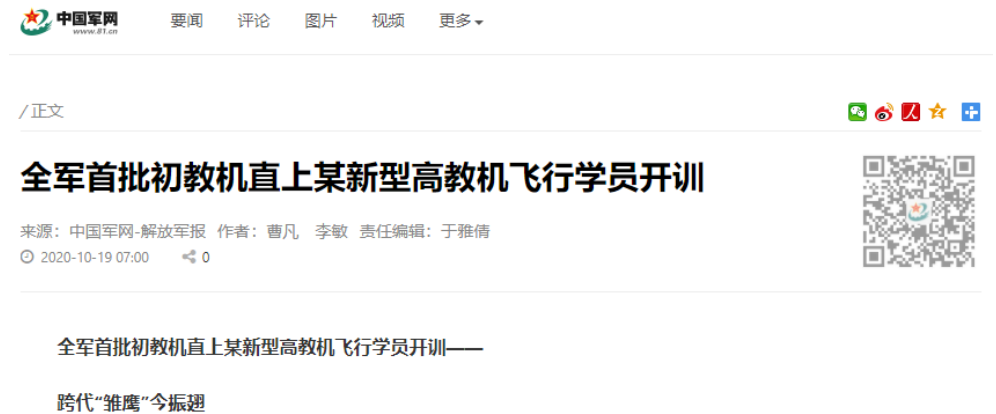 中国军网 要闻 评论 图片 视频 更多
www.81.cn
/正文
全军首批初教机直上某新型高教机飞行学员开训
来源：中国军网-解放军报 作者：曹凡 李敏 责任编辑：于雅倩
2020-10-19 07:00 0
全军首批初教机直上某新型高教机飞行学员开训——
跨代“雏鹰”今振翅